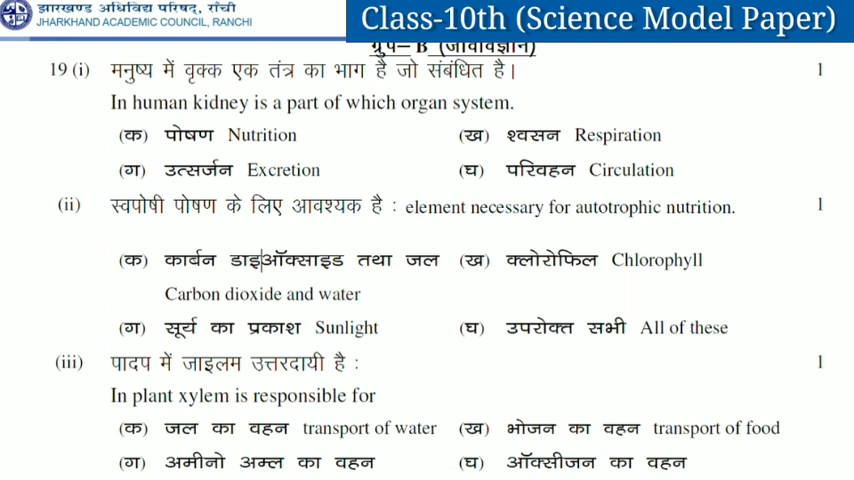 झारखण्ड अधिविद्य परिषद्, राँची
JHARKHAND ACADEMIC COUNCIL, RANCHI
Class-10th (Science Model Paper)
ग्रुप– B (जीवविज्ञान)
19 (i) मनुष्य में वृक्क एक तंत्र का भाग है जो संबंधित है। 1
In human kidney is a part of which organ system.
(क) पोषण Nutrition (ख) श्वसन Respiration
(ग) उत्सर्जन Excretion (घ) परिवहन Circulation
(ii) स्वपोषी पोषण के लिए आवश्यक है : element necessary for autotrophic nutrition. 1
(क) कार्बन डाइऑक्साइड तथा जल (ख) क्लोरोफिल Chlorophyll
Carbon dioxide and water
(ग) सूर्य का प्रकाश Sunlight (घ) उपरोक्त सभी All of these
(iii) पादप में जाइलम उत्तरदायी है : 1
In plant xylem is responsible for
(क) जल का वहन transport of water (ख) भोजन का वहन transport of food
(ग) अमीनो अम्ल का वहन (घ) ऑक्सीजन का वहन